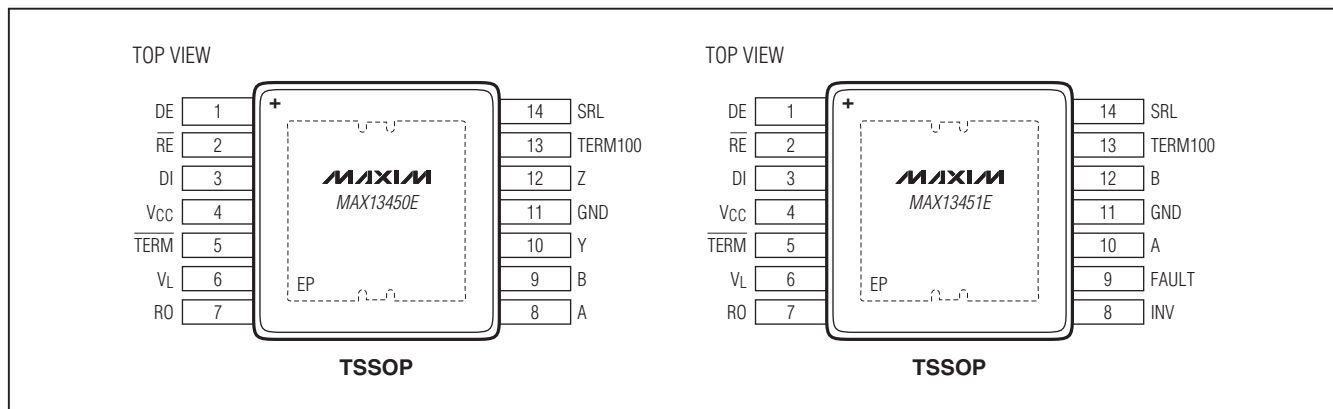 TOP VIEW
+
DE 1
RE 2
DI 3
VCC 4
TERM 5
VL 6
RO 7
MAXIM
MAX13450E
EP
14 SRL
13 TERM100
12 Z
11 GND
10 Y
9 B
8 A
TSSOP
TOP VIEW
+
DE 1
RE 2
DI 3
VCC 4
TERM 5
VL 6
RO 7
MAXIM
MAX13451E
EP
14 SRL
13 TERM100
12 B
11 GND
10 A
9 FAULT
8 INV
TSSOP